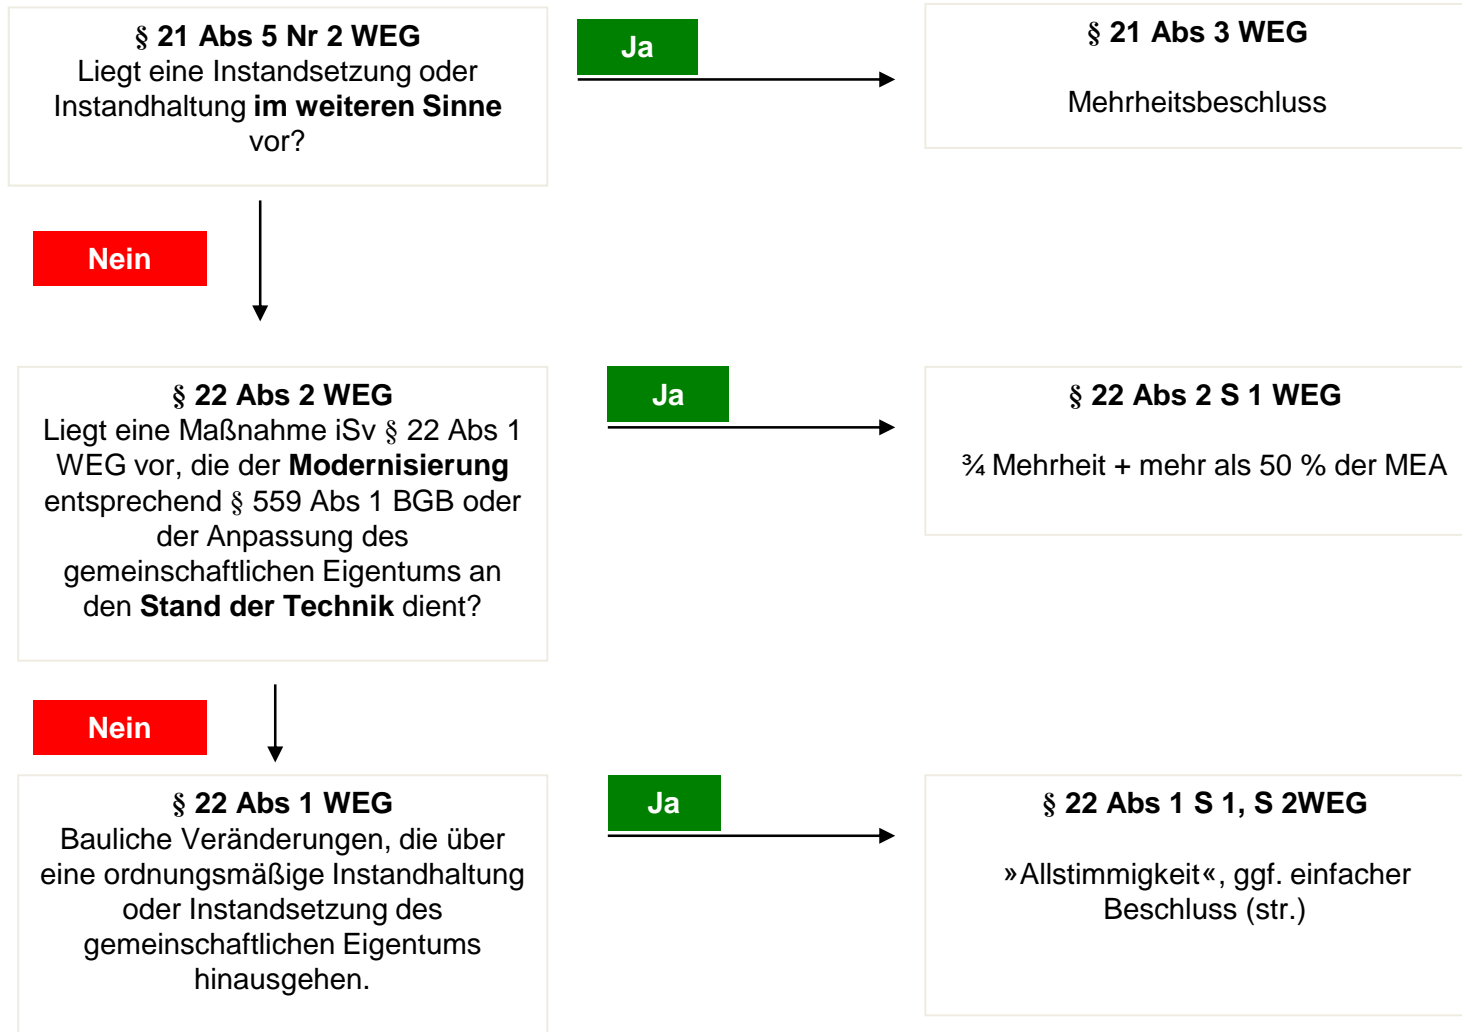 § 21 Abs 5 Nr 2 WEG
Liegt eine Instandsetzung oder
Instandhaltung im weiteren Sinne
vor?
Ja
§ 21 Abs 3 WEG
Mehrheitsbeschluss
Nein
§ 22 Abs 2 WEG
Liegt eine Maßnahme iSv § 22 Abs 1
WEG vor, die der Modernisierung
entsprechend § 559 Abs 1 BGB oder
der Anpassung des
gemeinschaftlichen Eigentums an
den Stand der Technik dient?
Ja
§ 22 Abs 2 S 1 WEG
¾ Mehrheit + mehr als 50 % der MEA
Nein
§ 22 Abs 1 WEG
Bauliche Veränderungen, die über
eine ordnungsmäßige Instandhaltung
oder Instandsetzung des
gemeinschaftlichen Eigentums
hinausgehen.
Ja
§ 22 Abs 1 S 1, S 2WEG
»Allstimmigkeit«, ggf. einfacher
Beschluss (str.)